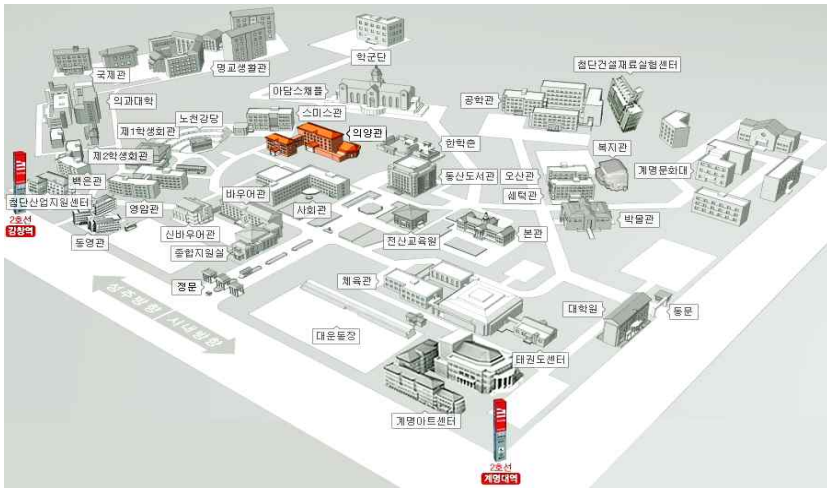 학군단
국제관
명교생활관
첨단건설재료실험센터
아담스채플
의과대학
공학관
노천강당
스미스관
제1학생회관
의양관
한학촌
복지관
제2학생회관
동산도서관
오산관
계명문화대
백은관
바우어관
쉐턱관
첨단산업지원센터
영암관
사회관
박물관
2호선
강창역
동영관
신바우어관
전산교육원
본관
종합지원실
정문
체육관
성주방향
시내방향
대운동장
대학원
동문
태권도센터
계명아트센터
2호선
계명대역